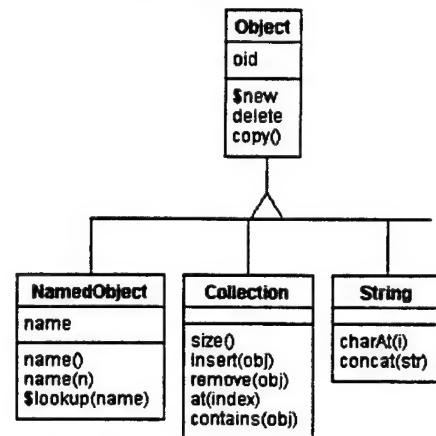 Object
oid
$new
delete
copy()
NamedObject
name
name()
name(n)
$lookup(name)
Collection
size()
insert(obj)
remove(obj)
at(index)
contains(obj)
String
charAt(i)
concat(str)